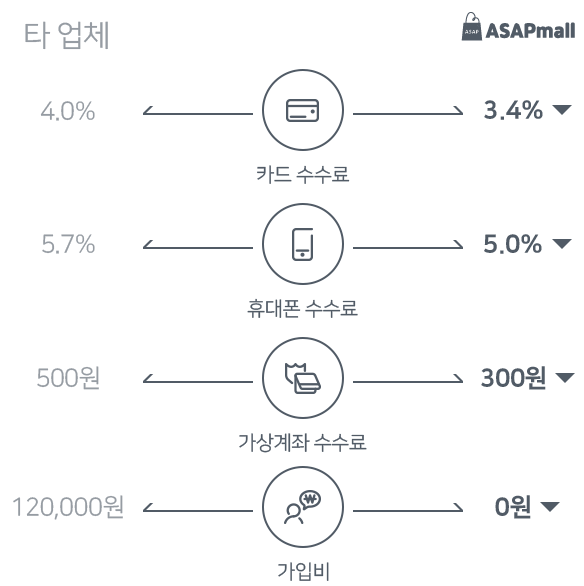 타 업체
ASAP
ASAPmall
4.0%
3.4% ▼
카드 수수료
5.7%
5.0% ▼
휴대폰 수수료
500원
300원 ▼
가상계좌 수수료
120,000원
₩
0원 ▼
가입비